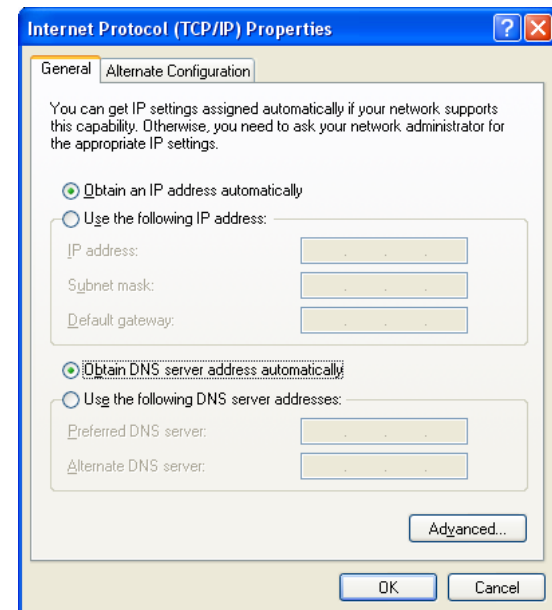 Internet Protocol (TCP/IP) Properties
General
Alternate Configuration
You can get IP settings assigned automatically if your network supports
this capability. Otherwise, you need to ask your network administrator for
the appropriate IP settings.
Obtain an IP address automatically
Use the following IP address:
IP address:
Subnet mask:
Default gateway:
Obtain DNS server address automatically
Use the following DNS server addresses:
Preferred DNS server:
Alternate DNS server:
Advanced...
OK
Cancel